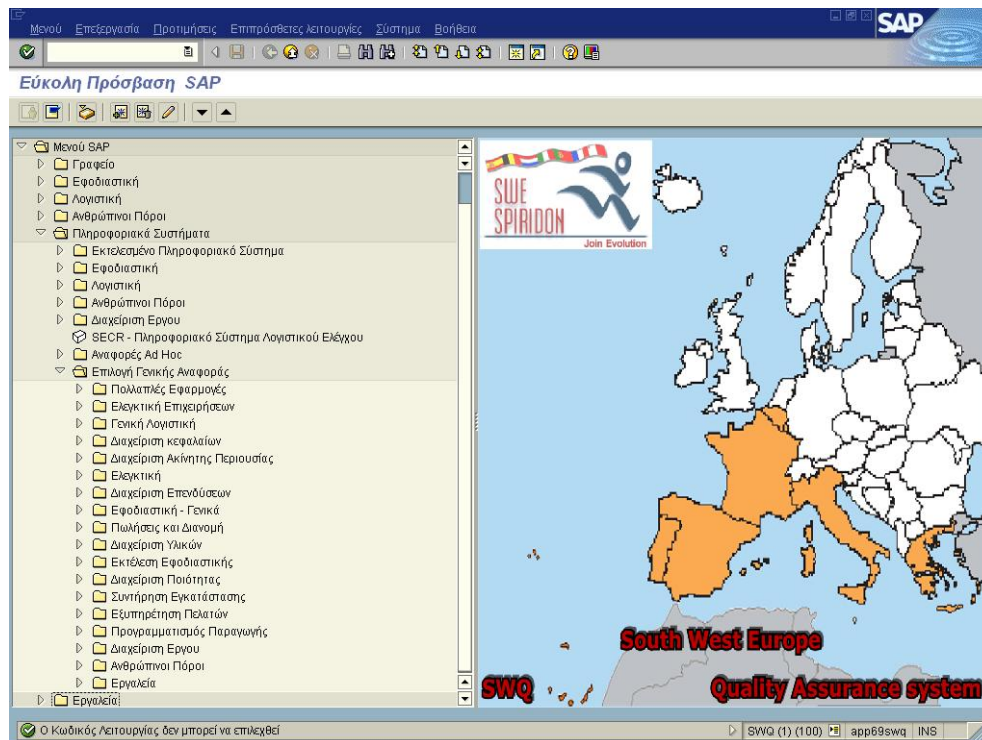 Μενού Επεξεργασία Προτιμήσεις Επιπρόσθετες λειτουργίες Σύστημα Βοήθεια
SAP
Εύκολη Πρόσβαση SAP
Μενού SAP
Γραφείο
Εφοδιαστική
Λογιστική
Ανθρώπινοι Πόροι
Πληροφοριακά Συστήματα
Εκτελεσμένο Πληροφοριακό Σύστημα
Εφοδιαστική
Λογιστική
Ανθρώπινοι Πόροι
Διαχείριση Εργου
SECR - Πληροφοριακό Σύστημα Λογιστικού Ελέγχου
Αναφορές Ad Hoc
Επιλογή Γενικής Αναφοράς
Πολλαπλές Εφαρμογές
Ελεγκτική Επιχειρήσεων
Γενική Λογιστική
Διαχείριση κεφαλαίων
Διαχείριση Ακίνητης Περιουσίας
Ελεγκτική
Διαχείριση Επενδύσεων
Εφοδιαστική - Γενικά
Πωλήσεις και Διανομή
Διαχείριση Υλικών
Εκτέλεση Εφοδιαστικής
Διαχείριση Ποιότητας
Συντήρηση Εγκατάστασης
Εξυπηρέτηση Πελατών
Προγραμματισμός Παραγωγής
Διαχείριση Εργου
Ανθρώπινοι Πόροι
Εργαλεία
Εργαλεία
SWE
SPIRIDON
Join Evolution
South West Europe
SWQ Quality Assurance system
Ο Κωδικός Λειτουργίας δεν μπορεί να επιλεχθεί
SWQ (1) (100) app69swq INS